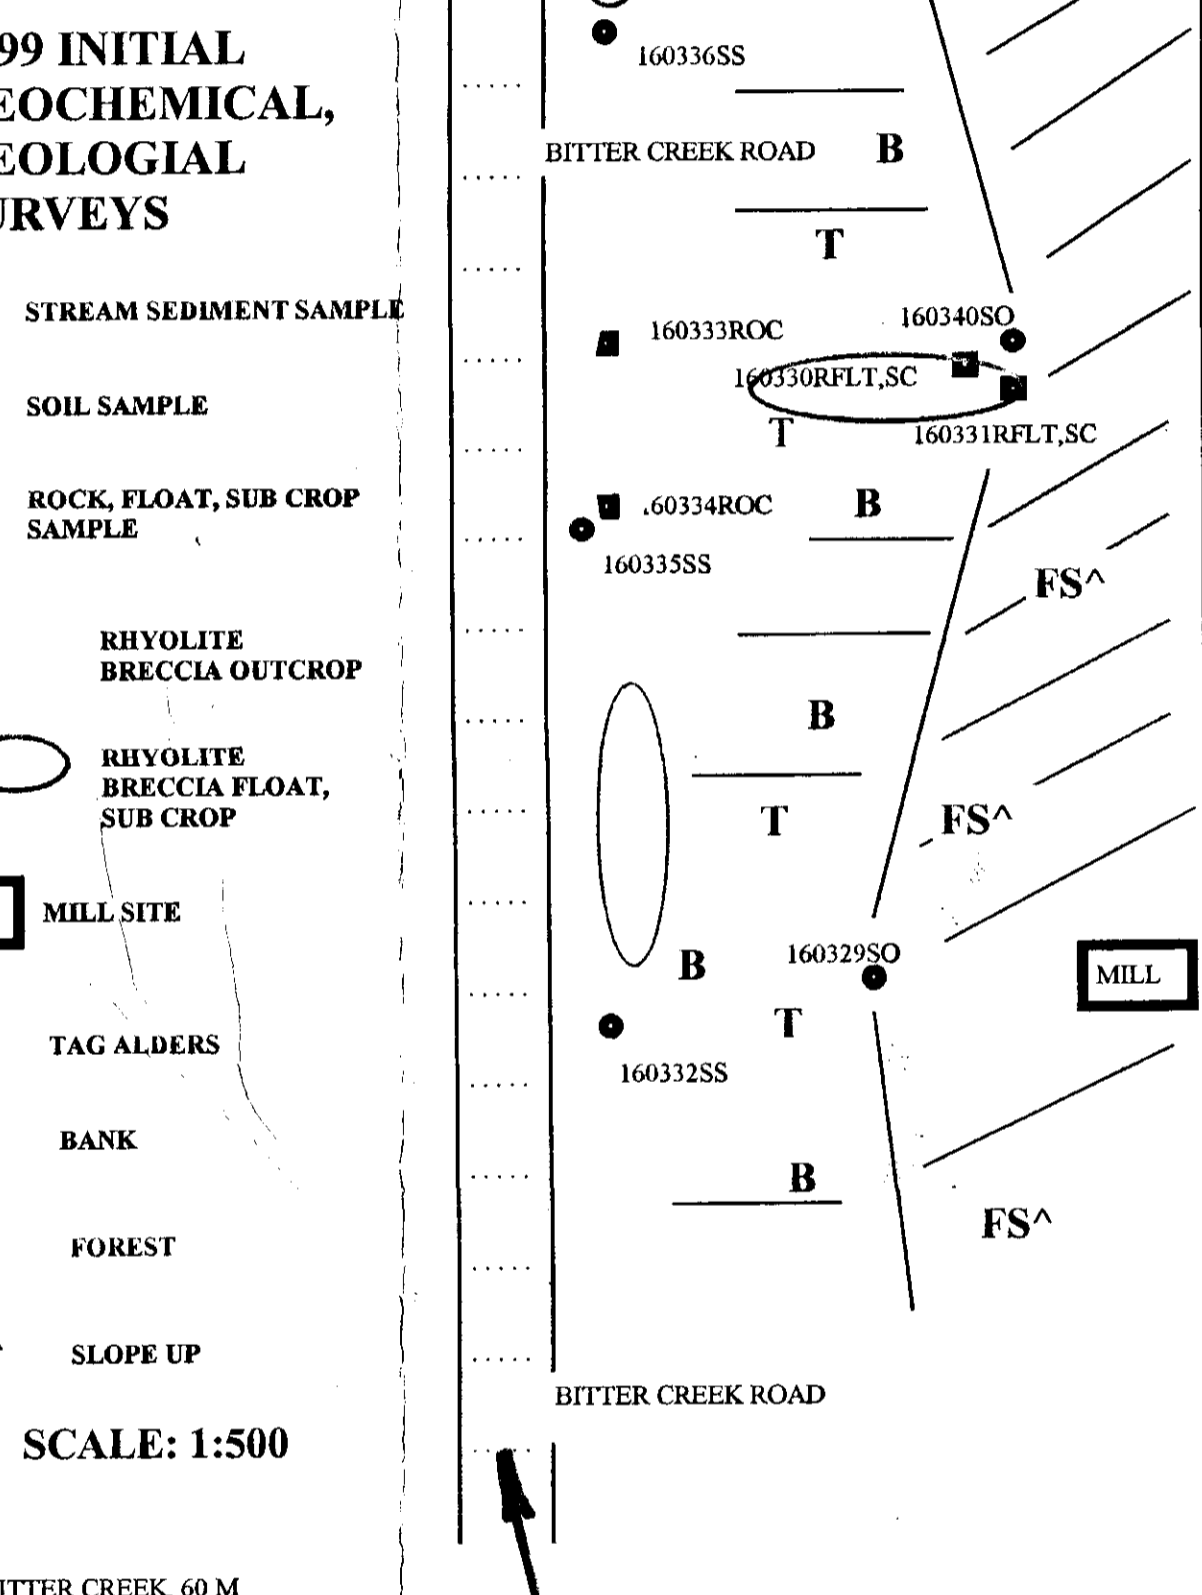 99 INITIAL
EOCHEMICAL,
EOLOGIAL
URVEYS
STREAM SEDIMENT SAMPLE
SOIL SAMPLE
ROCK, FLOAT, SUB CROP
SAMPLE
RHYOLITE
BRECCIA OUTCROP
RHYOLITE
BRECCIA FLOAT,
SUB CROP
MILL SITE
TAG ALDERS
BANK
FOREST
^ SLOPE UP
SCALE: 1:500
ITTER CREEK 60 M
160336SS
BITTER CREEK ROAD B
T
160340SO
160333ROC
160330RFLT,SC
T
160331RFLT,SC
.60334ROC
B
160335SS
FS^
B
T
FS^
160329SO
B
MILL
T
160332SS
B
FS^
BITTER CREEK ROAD